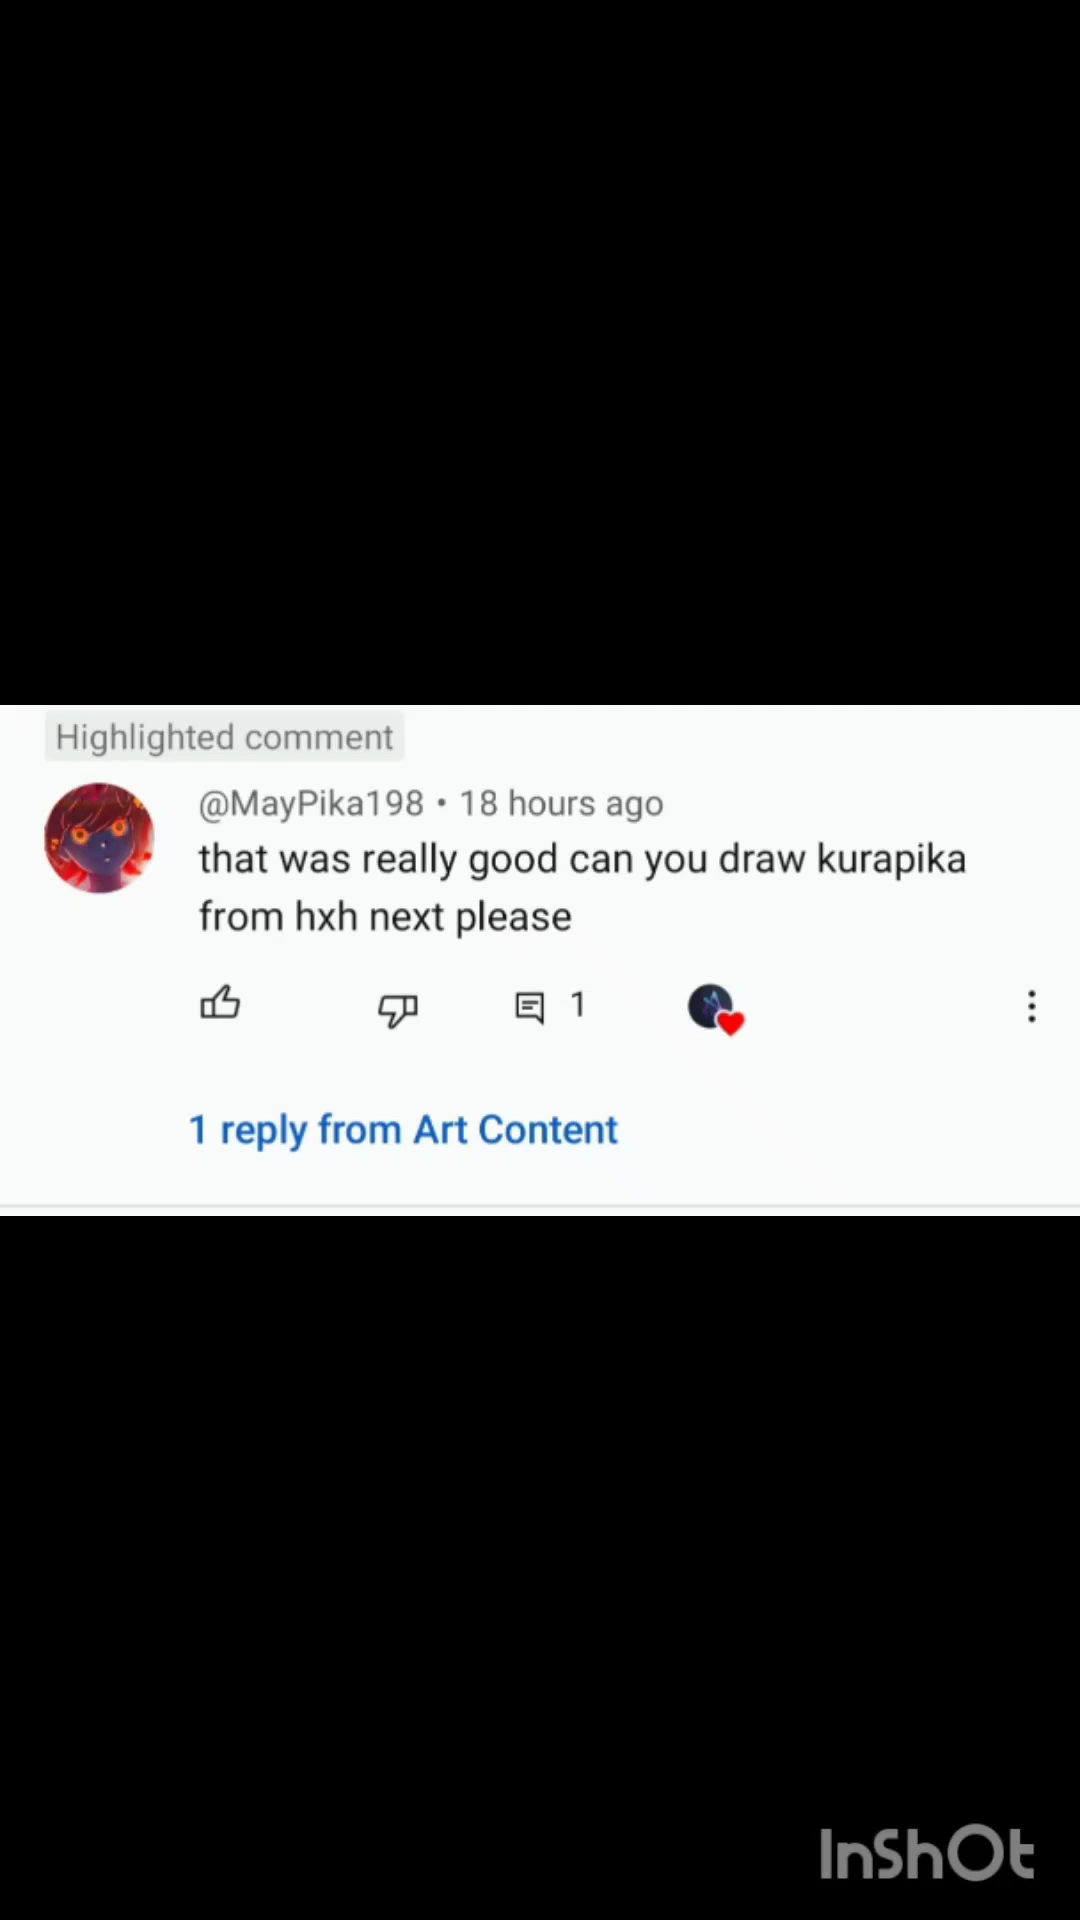 Highlighted comment
@MayPika198 • 18 hours ago
that was really good can you draw kurapika
from hxh next please
1
1 reply from Art Content
InShOt